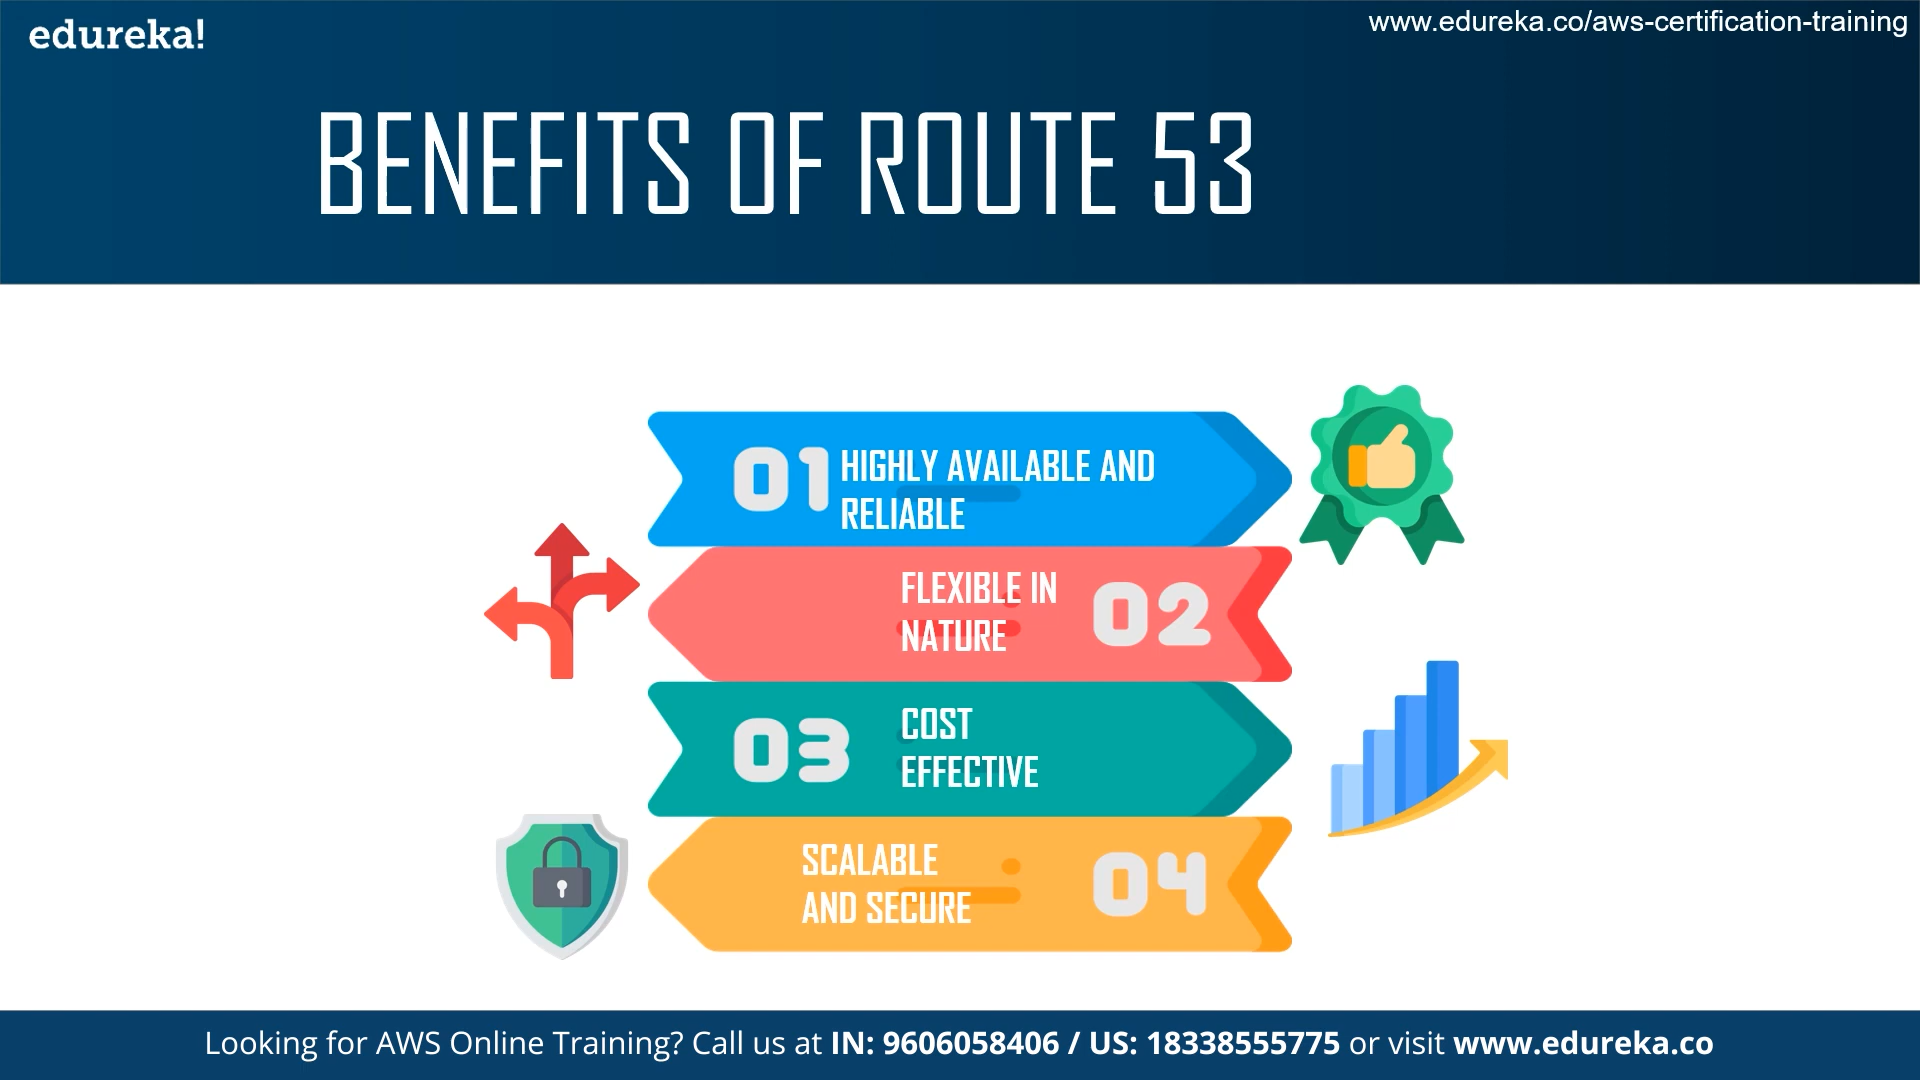 edureka!
www.edureka.co/aws-certification-training
BENEFITS OF ROUTE 53
01
HIGHLY AVAILABLE AND
RELIABLE
FLEXIBLE IN
NATURE
02
03
COST
EFFECTIVE
SCALABLE
AND SECURE
04
Looking for AWS Online Training? Call us at IN: 9606058406 / US: 18338555775 or visit www.edureka.co